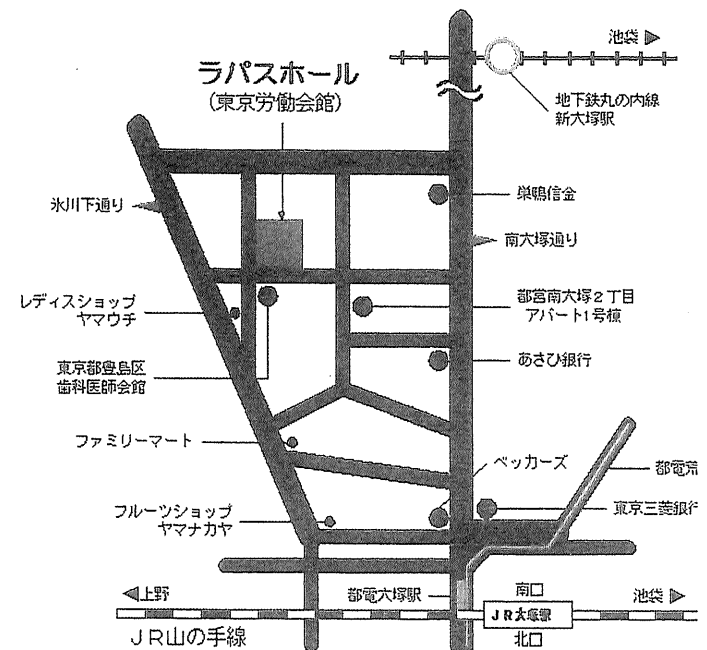 池袋
ラパスホール
(東京労働会館)
地下鉄丸の内線
新大塚駅
巣鴨信金
氷川下通り
南大塚通り
レディスショップ
ヤマウチ
都営南大塚2丁目
アパート1号棟
東京都豊島区
歯科医師会館
あさひ銀行
ファミリーマート
ベッカーズ
都電荒
フルーツショップ
ヤマナカヤ
東京三菱銀行
上野
都電大塚駅
南口
池袋
JR大塚駅
JR山の手線
北口